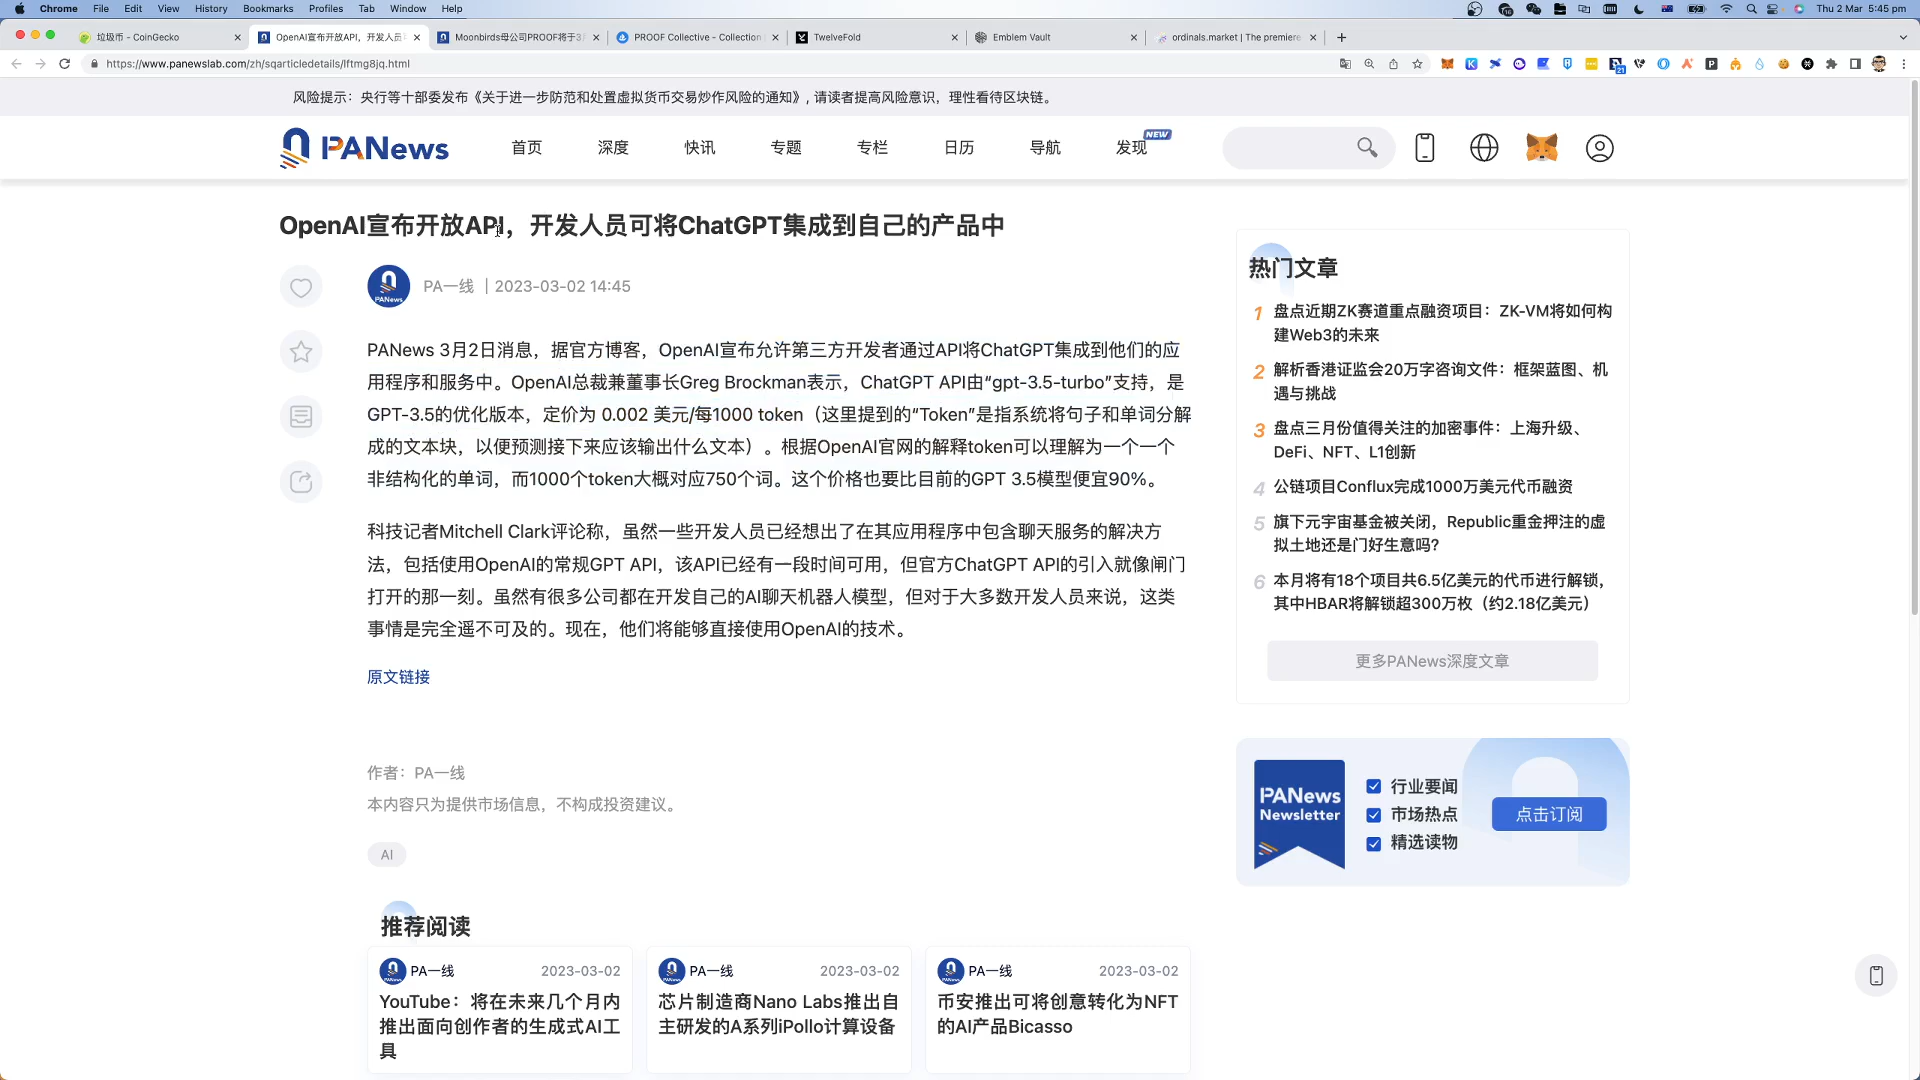 Chrome File Edit View History Bookmarks Profiles Tab Window Help
Thu 2 Mar 5:45 pm
垃圾币 - CoinGecko
OpenAI宣布开放API，开发人员
Moonbirds母公司PROOF将于3
PROOF Collective - Collection
TwelveFold
Emblem Vault
ordinals.market | The premiere
https://www.panewslab.com/zh/sqarticledetails/lftmg8jq.html
风险提示：央行等十部委发布《关于进一步防范和处置虚拟货币交易炒作风险的通知》，请读者提高风险意识，理性看待区块链。
PANews
首页 深度 快讯 专题 专栏 日历 导航 发现 NEW
OpenAI宣布开放API，开发人员可将ChatGPT集成到自己的产品中
PANews
PA一线 | 2023-03-02 14:45
PANews 3月2日消息，据官方博客，OpenAI宣布允许第三方开发者通过API将ChatGPT集成到他们的应
用程序和服务中。OpenAI总裁兼董事长Greg Brockman表示，ChatGPT API由“gpt-3.5-turbo”支持，是
GPT-3.5的优化版本，定价为 0.002 美元/每1000 token（这里提到的“Token”是指系统将句子和单词分解
成的文本块，以便预测接下来应该输出什么文本）。根据OpenAI官网的解释token可以理解为一个一个
非结构化的单词，而1000个token大概对应750个词。这个价格也要比目前的GPT 3.5模型便宜90%。
科技记者Mitchell Clark评论称，虽然一些开发人员已经想出了在其应用程序中包含聊天服务的解决方
法，包括使用OpenAI的常规GPT API，该API已经有一段时间可用，但官方ChatGPT API的引入就像闸门
打开的那一刻。虽然有很多公司都在开发自己的AI聊天机器人模型，但对于大多数开发人员来说，这类
事情是完全遥不可及的。现在，他们将能够直接使用OpenAI的技术。
原文链接
作者：PA一线
本内容只为提供市场信息，不构成投资建议。
AI
热门文章
1 盘点近期ZK赛道重点融资项目：ZK-VM将如何构
建Web3的未来
2 解析香港证监会20万字咨询文件：框架蓝图、机
遇与挑战
3 盘点三月份值得关注的加密事件：上海升级、
DeFi、NFT、L1创新
4 公链项目Conflux完成1000万美元代币融资
5 旗下元宇宙基金被关闭，Republic重金押注的虚
拟土地还是门好生意吗?
6 本月将有18个项目共6.5亿美元的代币进行解锁，
其中HBAR将解锁超300万枚（约2.18亿美元）
更多PANews深度文章
PANews
Newsletter
行业要闻
市场热点
精选读物
点击订阅
推荐阅读
PA一线 2023-03-02
YouTube：将在未来几个月内
推出面向创作者的生成式AI工
具
PA一线 2023-03-02
芯片制造商Nano Labs推出自
主研发的A系列iPollo计算设备
PA一线 2023-03-02
币安推出可将创意转化为NFT
的AI产品Bicasso